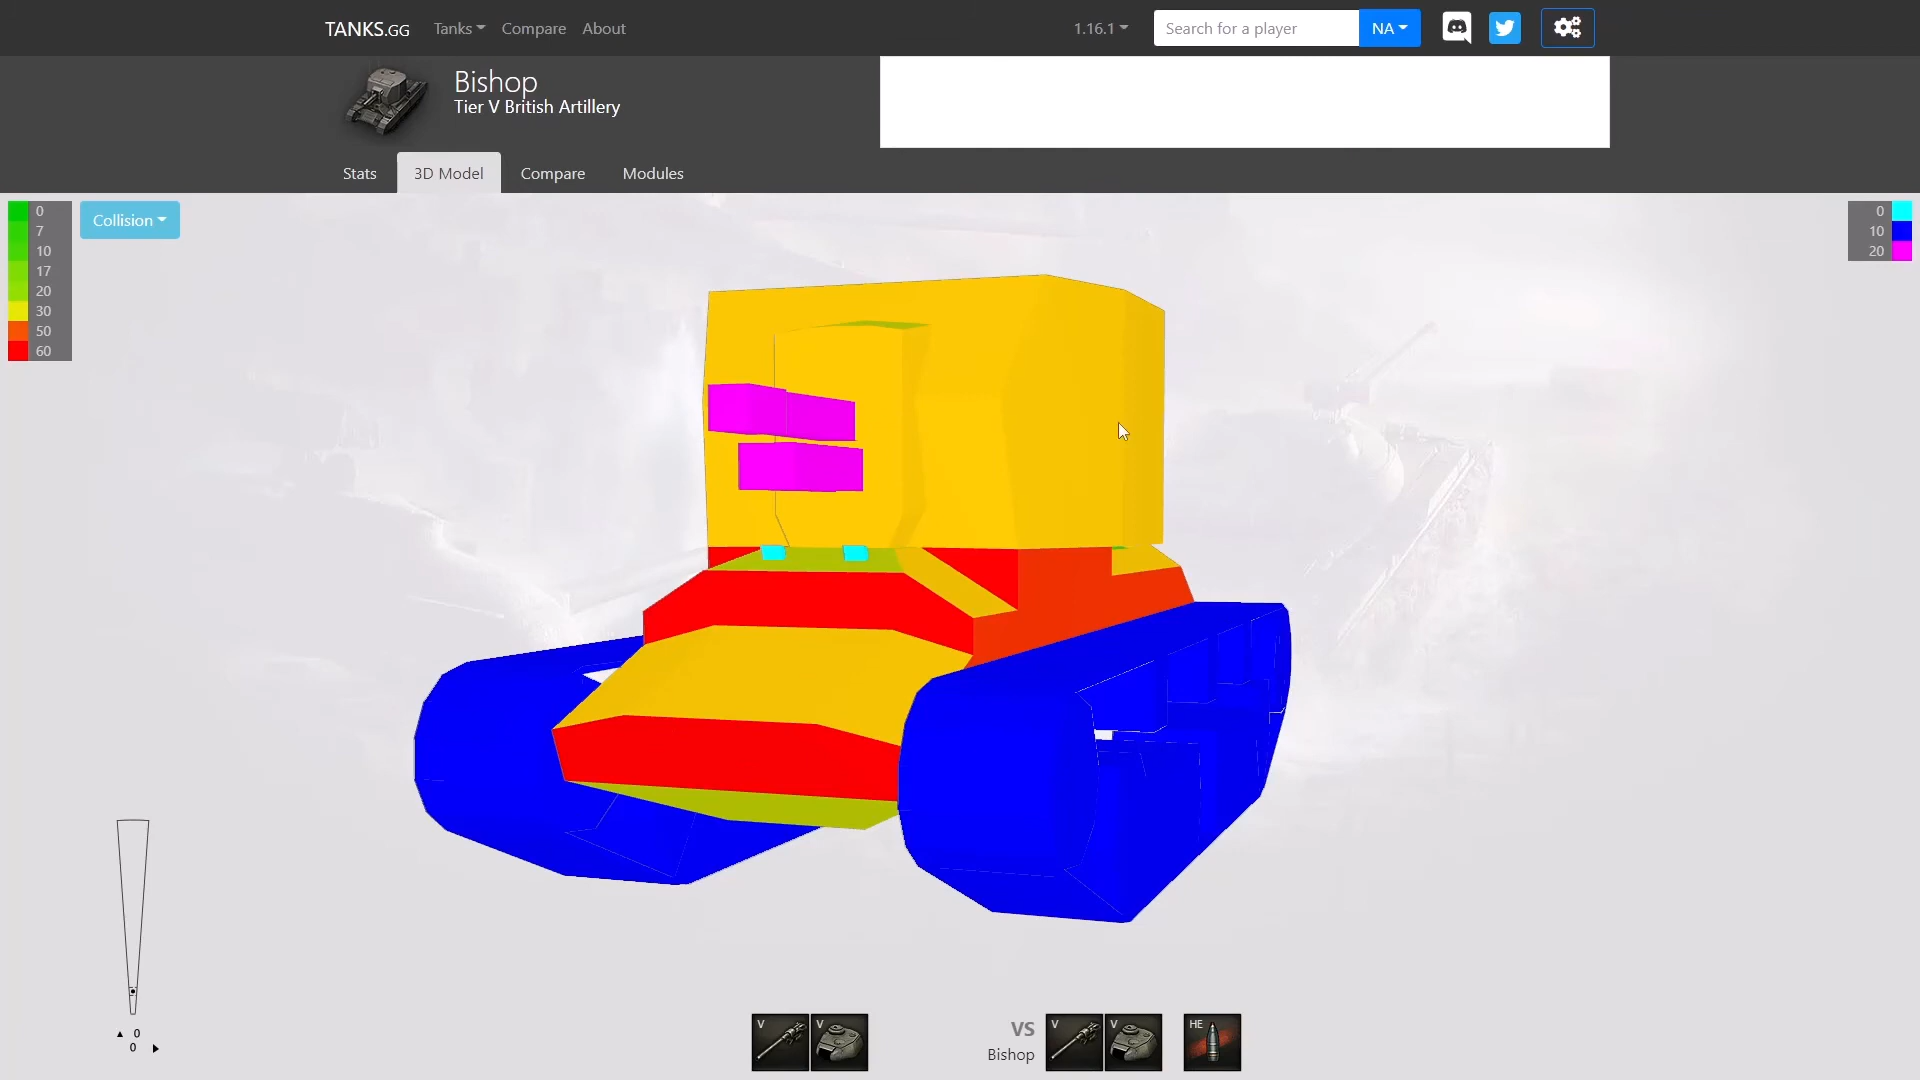 TANKS.GG Tanks Compare About 1.16.1 Search for a player NA
Bishop
Tier V British Artillery
Stats 3D Model Compare Modules
0
7
10
17
20
30
50
60
Collision
0
10
20
0
0
V V
VS
Bishop
V V HE